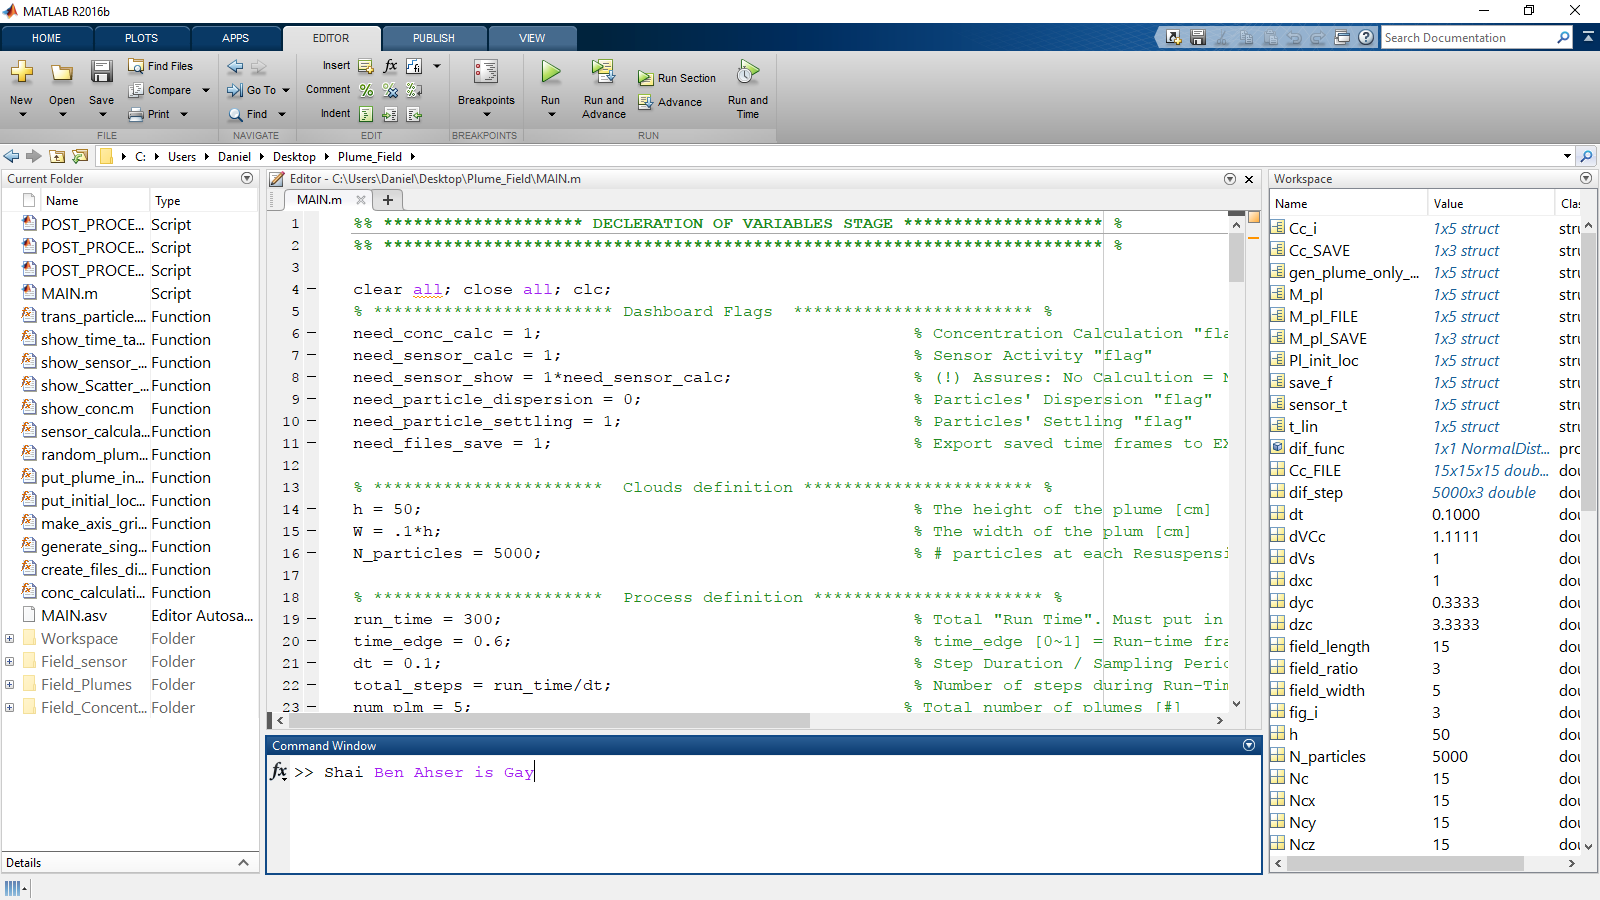 MATLAB R2016b
HOME PLOTS APPS EDITOR PUBLISH VIEW
Search Documentation
New Open Save
Find Files
Compare
Print
FILE
Go To
Find
NAVIGATE
Insert
Comment
Indent
EDIT
Breakpoints
BREAKPOINTS
Run
Run and Advance
Run Section
Advance
Run and Time
RUN
C: Users Daniel Desktop Plume_Field
Current Folder
Name Type
POST_PROCE... Script
POST_PROCE... Script
POST_PROCE... Script
MAIN.m Script
trans_particle.... Function
show_time_ta... Function
show_sensor_... Function
show_Scatter_... Function
show_conc.m Function
sensor_calcula... Function
random_plum... Function
put_plume_in... Function
put_initial_loc... Function
make_axis_gri... Function
generate_sing... Function
create_files_di... Function
conc_calculati... Function
MAIN.asv Editor Autosa...
Workspace Folder
Field_sensor Folder
Field_Plumes Folder
Field_Concent... Folder
Details
Editor - C:\Users\Daniel\Desktop\Plume_Field\MAIN.m
MAIN.m
1 %% ******************** DECLERATION OF VARIABLES STAGE ******************** %
2 %% ************************************************************************ %
3
4 clear all; close all; clc;
5 % ************************ Dashboard Flags ************************ %
6 need_conc_calc = 1; % Concentration Calculation "fla
7 need_sensor_calc = 1; % Sensor Activity "flag"
8 need_sensor_show = 1*need_sensor_calc; % (!) Assures: No Calcultion = N
9 need_particle_dispersion = 0; % Particles' Dispersion "flag"
10 need_particle_settling = 1; % Particles' Settling "flag"
11 need_files_save = 1; % Export saved time frames to EX
12
13 % *********************** Clouds definition *********************** %
14 h = 50; % The height of the plume [cm]
15 W = .1*h; % The width of the plum [cm]
16 N_particles = 5000; % # particles at each Resuspensi
17
18 % *********************** Process definition *********************** %
19 run_time = 300; % Total "Run Time". Must put in
20 time_edge = 0.6; % time_edge [0~1] = Run-time fra
21 dt = 0.1; % Step Duration / Sampling Perio
22 total_steps = run_time/dt; % Number of steps during Run-Tim
23 num_plm = 5; % Total number of plumes [#]
Command Window
fx >> Shai Ben Ahser is Gay
Workspace
Name Value Clas
Cc_i 1x5 struct stru
Cc_SAVE 1x3 struct stru
gen_plume_only_... 1x5 struct stru
M_pl 1x5 struct stru
M_pl_FILE 1x5 struct stru
M_pl_SAVE 1x3 struct stru
Pl_init_loc 1x5 struct stru
save_f 1x5 struct stru
sensor_t 1x5 struct stru
t_lin 1x5 struct stru
dif_func 1x1 NormalDist... prc
Cc_FILE 15x15x15 doub... dou
dif_step 5000x3 double dou
dt 0.1000 dou
dVCc 1.1111 dou
dVs 1 dou
dxc 1 dou
dyc 0.3333 dou
dzc 3.3333 dou
field_length 15 dou
field_ratio 3 dou
field_width 5 dou
fig_i 3 dou
h 50 dou
N_particles 5000 dou
Nc 15 dou
Ncx 15 dou
Ncy 15 dou
Ncz 15 dou